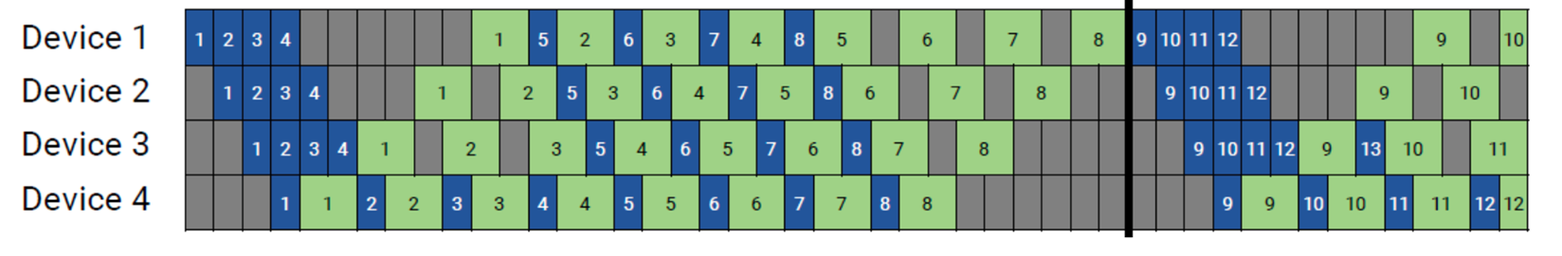 Device 1 1 2 3 4 1 5 2 6 3 7 4 8 5 6 7 8 9 10 11 12 9 10
Device 2 1 2 3 4 1 2 5 3 6 4 7 5 8 6 7 8 9 10 11 12 9 10
Device 3 1 2 3 4 1 2 3 5 4 6 5 7 6 8 7 8 9 10 11 12 9 13 10 11
Device 4 1 1 2 2 3 3 4 4 5 5 6 6 7 7 8 8 9 9 10 10 11 11 12 12